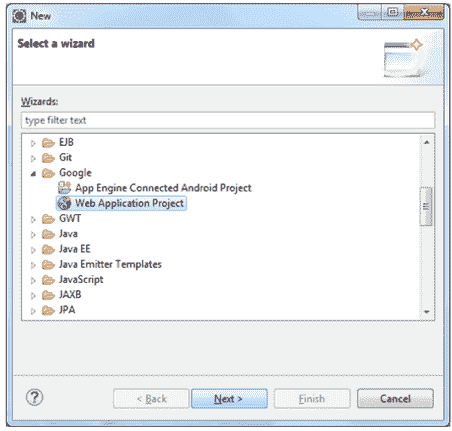 New
Select a wizard
Wizards:
type filter text
EJB
Git
Google
App Engine Connected Android Project
Web Application Project
GWT
Java
Java EE
Java Emitter Templates
JavaScript
JAXB
JPA
? < Back Next > Finish Cancel